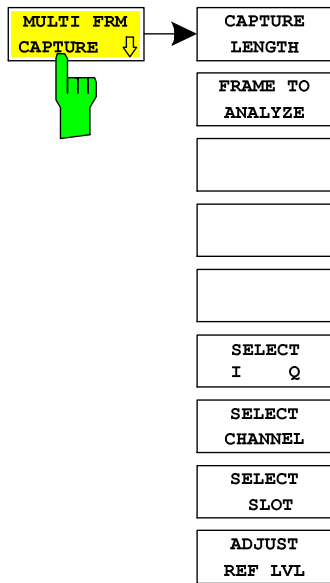 MULTI FRM
CAPTURE
CAPTURE
LENGTH
FRAME TO
ANALYZE
SELECT
I Q
SELECT
CHANNEL
SELECT
SLOT
ADJUST
REF LVL